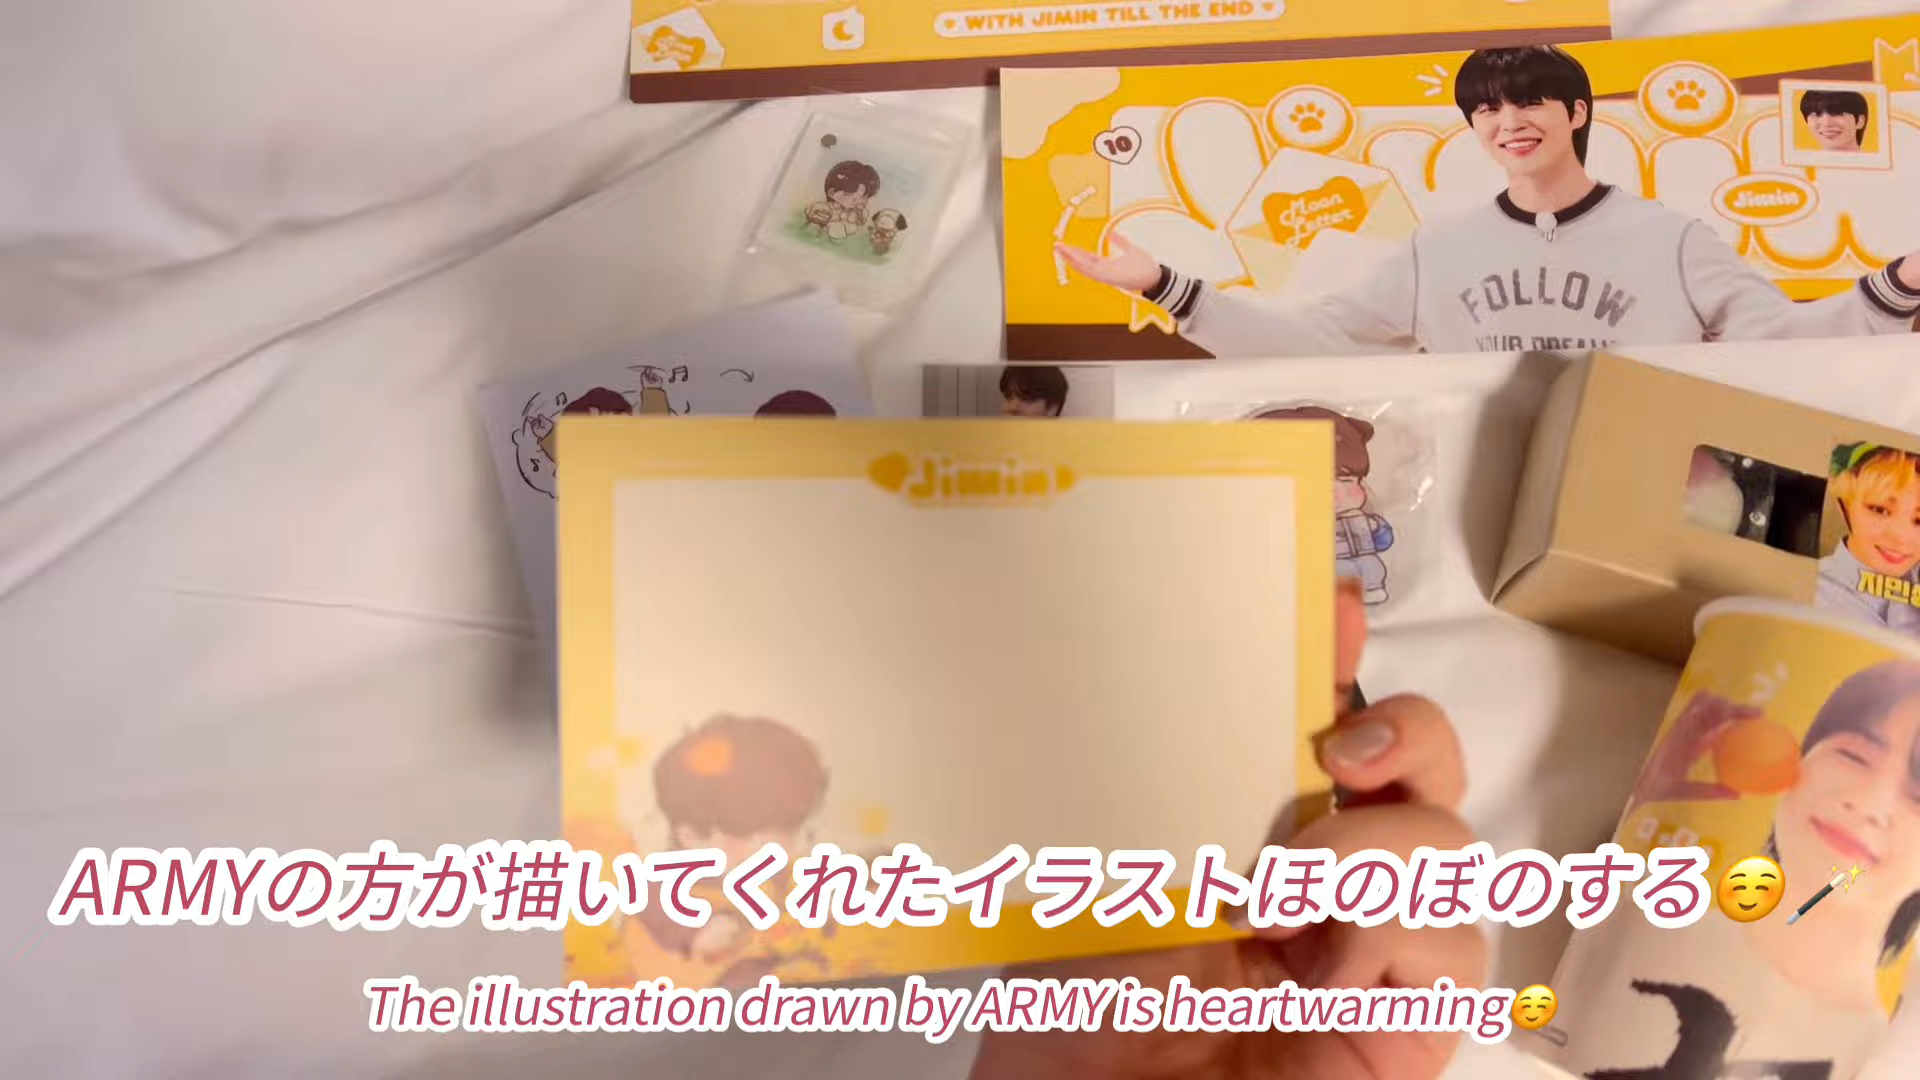 WITH JIMIN TILL THE END
10
Moon
Letter
Jimin
FOLLOW
Jimin
ARMYの方が描いてくれたイラストほのぼのする☺️🪄
The illustration drawn by ARMY is heartwarming☺️